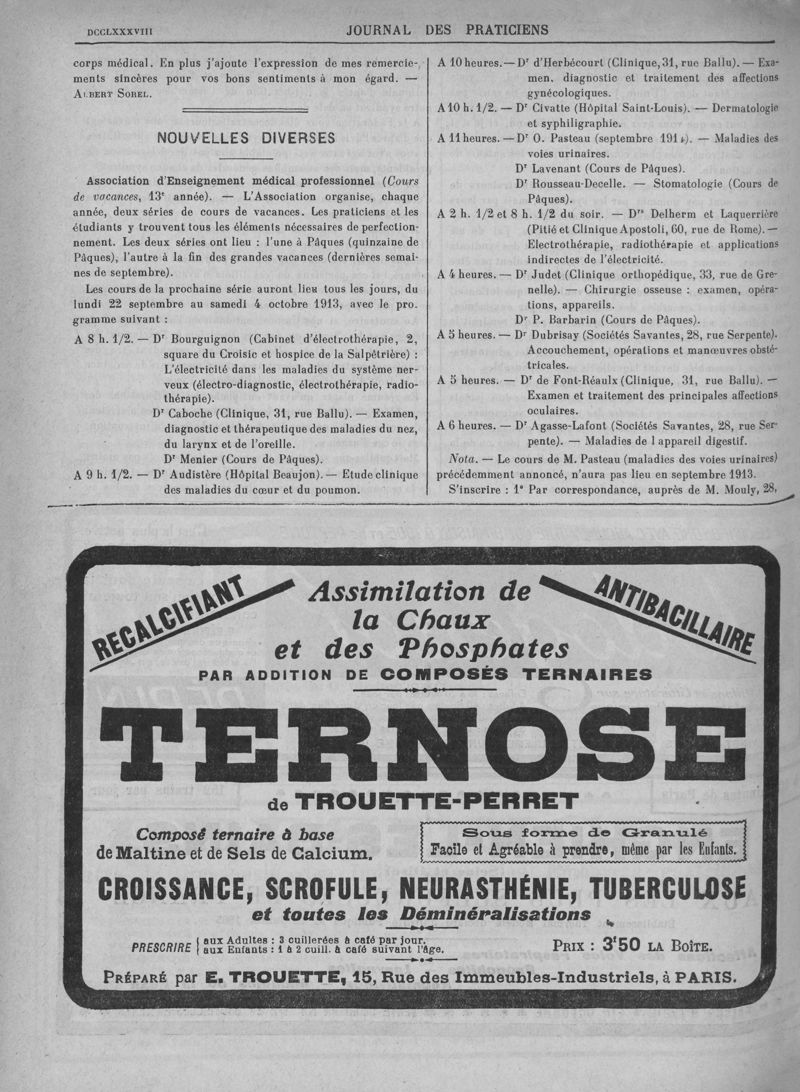 DCCLXXXVIII
JOURNAL DES PRATICIENS
corps médical. En plus j'ajoute l'expression de mes remercie-
ments sincères pour vos bons sentiments à mon égard. —
ALBERT SOREL.
NOUVELLES DIVERSES
Association d'Enseignement médical professionnel (Cours
de vacances, 13e année). — L'Association organise, chaque
année, deux séries de cours de vacances. Les praticiens et les
étudiants y trouvent tous les éléments nécessaires de perfection-
nement. Les deux séries ont lieu : l'une à Pâques (quinzaine de
Pâques), l'autre à la fin des grandes vacances (dernières semai-
nes de septembre).
Les cours de la prochaine série auront lieu tous les jours, du
lundi 22 septembre au samedi 4 octobre 1913, avec le pro.
gramme suivant :
A 8 h. 1/2. — Dr Bourguignon (Cabinet d'électrothérapie, 2,
square du Croisic et hospice de la Salpêtrière) :
L'électricité dans les maladies du système ner-
veux (électro-diagnostic, électrothérapie, radio-
thérapie).
Dr Caboche (Clinique, 31, rue Ballu). — Examen,
diagnostic et thérapeutique des maladies du nez,
du larynx et de l'oreille.
Dr Menier (Cours de Pâques).
A 9 h. 1/2. — Dr Audistère (Hôpital Beaujon). — Etude clinique
des maladies du cœur et du poumon.
A 10 heures. — Dr d'Herbécourt (Clinique, 31, rue Ballu). — Exa-
men, diagnostic et traitement des affections
gynécologiques.
A 10 h. 1/2. — Dr Civatte (Hôpital Saint-Louis). — Dermatologie
et syphiligraphie.
A 11 heures. — Dr O. Pasteau (septembre 1914). — Maladies des
voies urinaires.
Dr Lavenant (Cours de Pâques).
Dr Rousseau-Decelle. — Stomatologie (Cours de
Pâques).
A 2 h. 1/2 et 8 h. 1/2 du soir. — Drs Delherm et Laquerrière
(Pitié et Clinique Apostoli, 60, rue de Rome). —
Electrothérapie, radiothérapie et applications
indirectes de l'électricité.
A 4 heures. — Dr Judet (Clinique orthopédique, 33, rue de Gre-
nelle). — Chirurgie osseuse : examen, opéra-
tions, appareils.
Dr P. Barbarin (Cours de Pâques).
A 5 heures. — Dr Dubrisay (Sociétés Savantes, 28, rue Serpente).
Accouchement, opérations et manœuvres obsté-
tricales.
A 5 heures. — Dr de Font-Réaulx (Clinique, 31, rue Ballu). —
Examen et traitement des principales affections
oculaires.
A 6 heures. — Dr Agasse-Lafont (Sociétés Savantes, 28, rue Ser-
pente). — Maladies de l appareil digestif.
Nota. — Le cours de M. Pasteau (maladies des voies urinaires)
précédemment annoncé, n'aura pas lieu en septembre 1913.
S'inscrire : 1° Par correspondance, auprès de M. Mouly, 28,
RECALCIFIANT
Assimilation de
la Chaux
et des Phosphates
ANTIBACILLAIRE
PAR ADDITION DE COMPOSÉS TERNAIRES
TERNOSE
de TROUETTE-PERRET
Composé ternaire à base
de Maltine et de Sels de Calcium.
Sous forme de Granulé
Facile et Agréable à prendre, même par les Enfants.
CROISSANCE, SCROFULE, NEURASTHÉNIE, TUBERCULOSE
et toutes les Déminéralisations
PRESCRIRE { aux Adultes : 3 cuillerées à café par jour.
aux Enfants : 1 à 2 cuill. à café suivant l'âge.
PRIX : 3f50 LA BOÎTE.
PRÉPARÉ par E. TROUETTE, 15, Rue des Immeubles-Industriels, à PARIS.